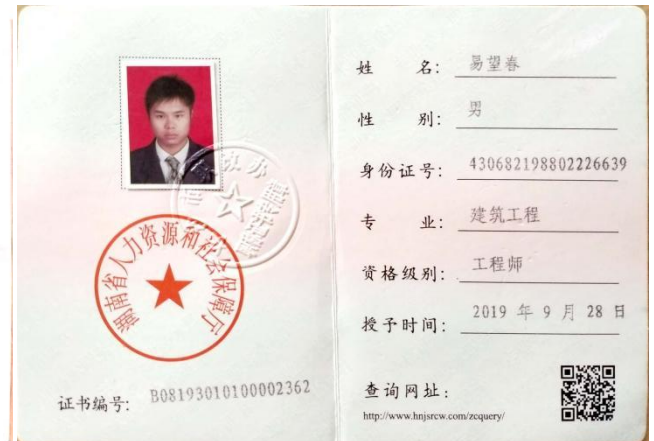 湖南省人力资源和社会保障厅
证书编号: B08193010100002362
姓 名: 易望春
性 别: 男
身份证号: 430682198802226639
专 业: 建筑工程
资格级别: 工程师
授予时间: 2019 年 9 月 28 日
查询网址:
http://www.hnjsrcw.com/zcquery/